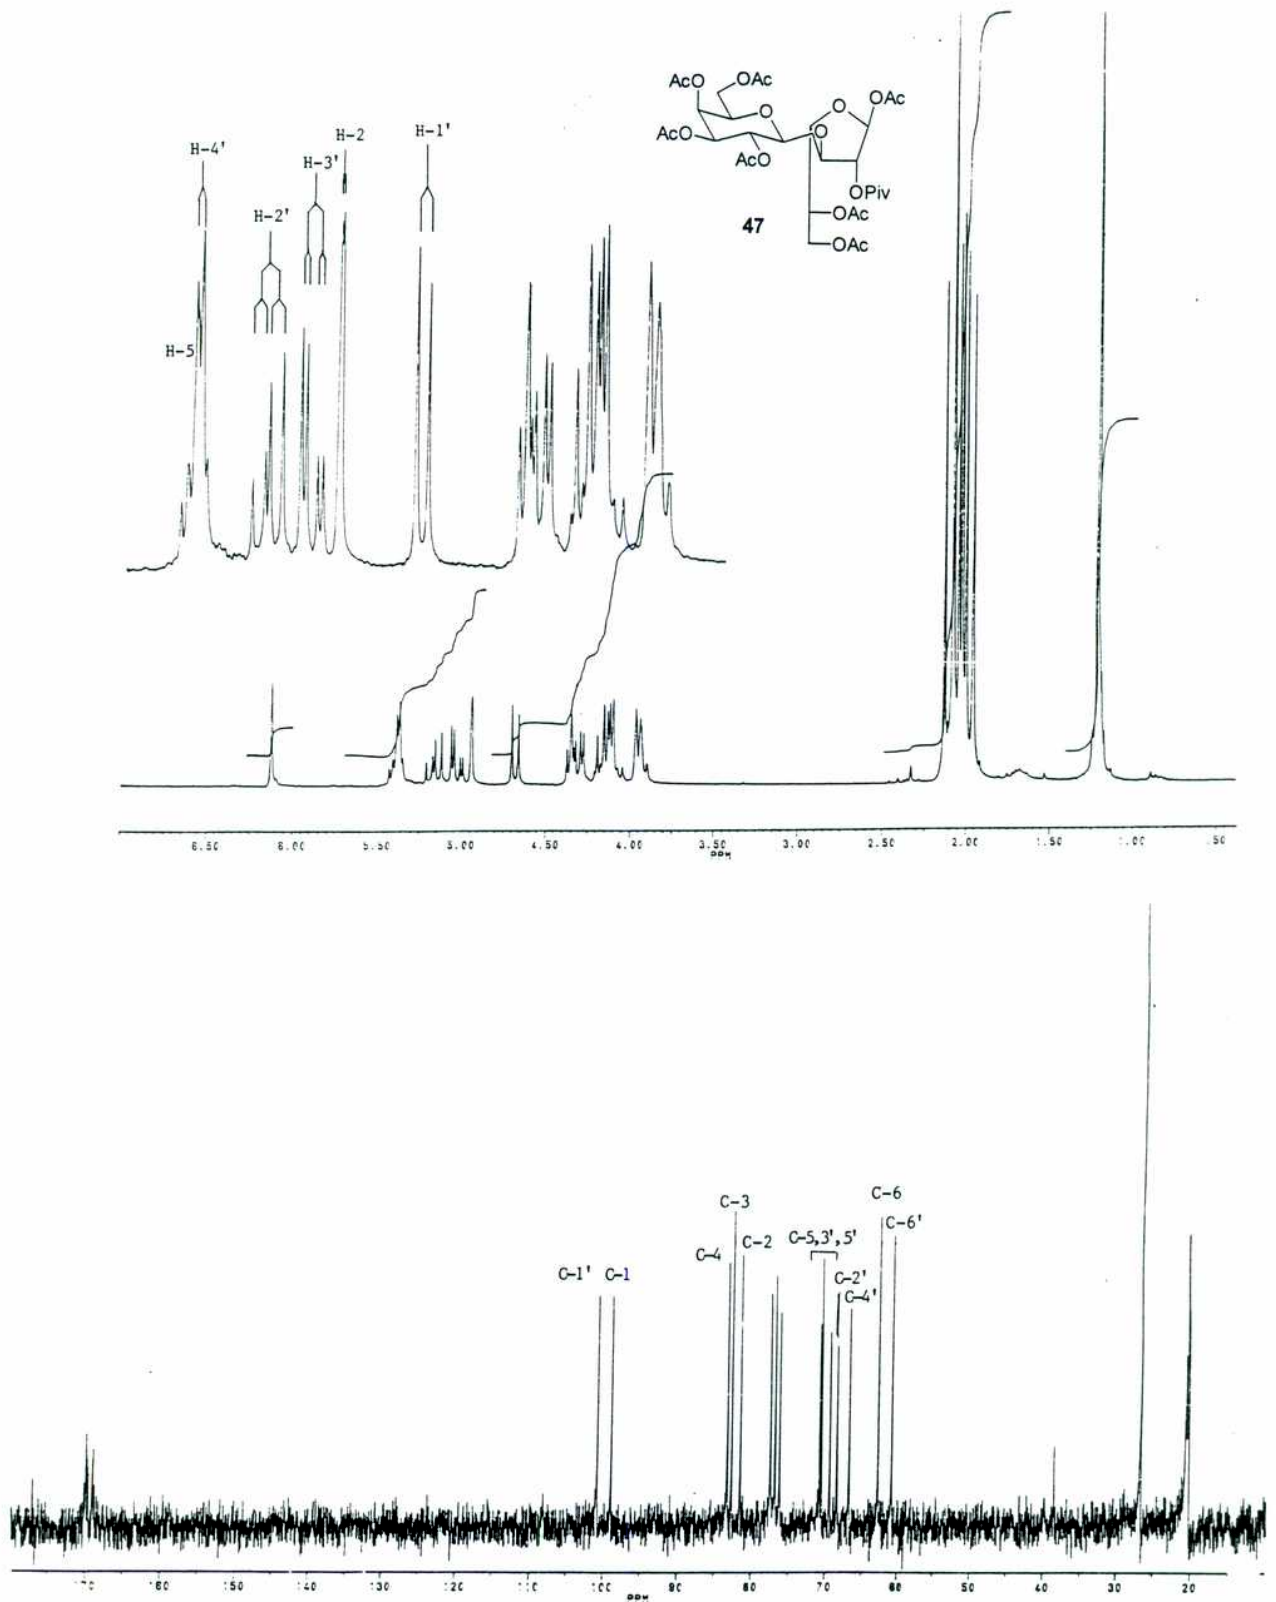 AcO
OAc
O
OAc
O
AcO
O
AcO
OPiv
47
OAc
OAc
H-4'
H-2
H-1'
H-3'
H-2'
H-5
6.50
6.00
5.50
5.00
4.50
4.00
3.50
3.00
2.50
2.00
1.50
1.00
.50
PPM
C-6
C-3
C-6'
C-4
C-2
C-5,3',5'
C-2'
C-1'
C-1
C-4'
170
160
150
140
130
120
110
100
90
80
70
60
50
40
30
20
PPM